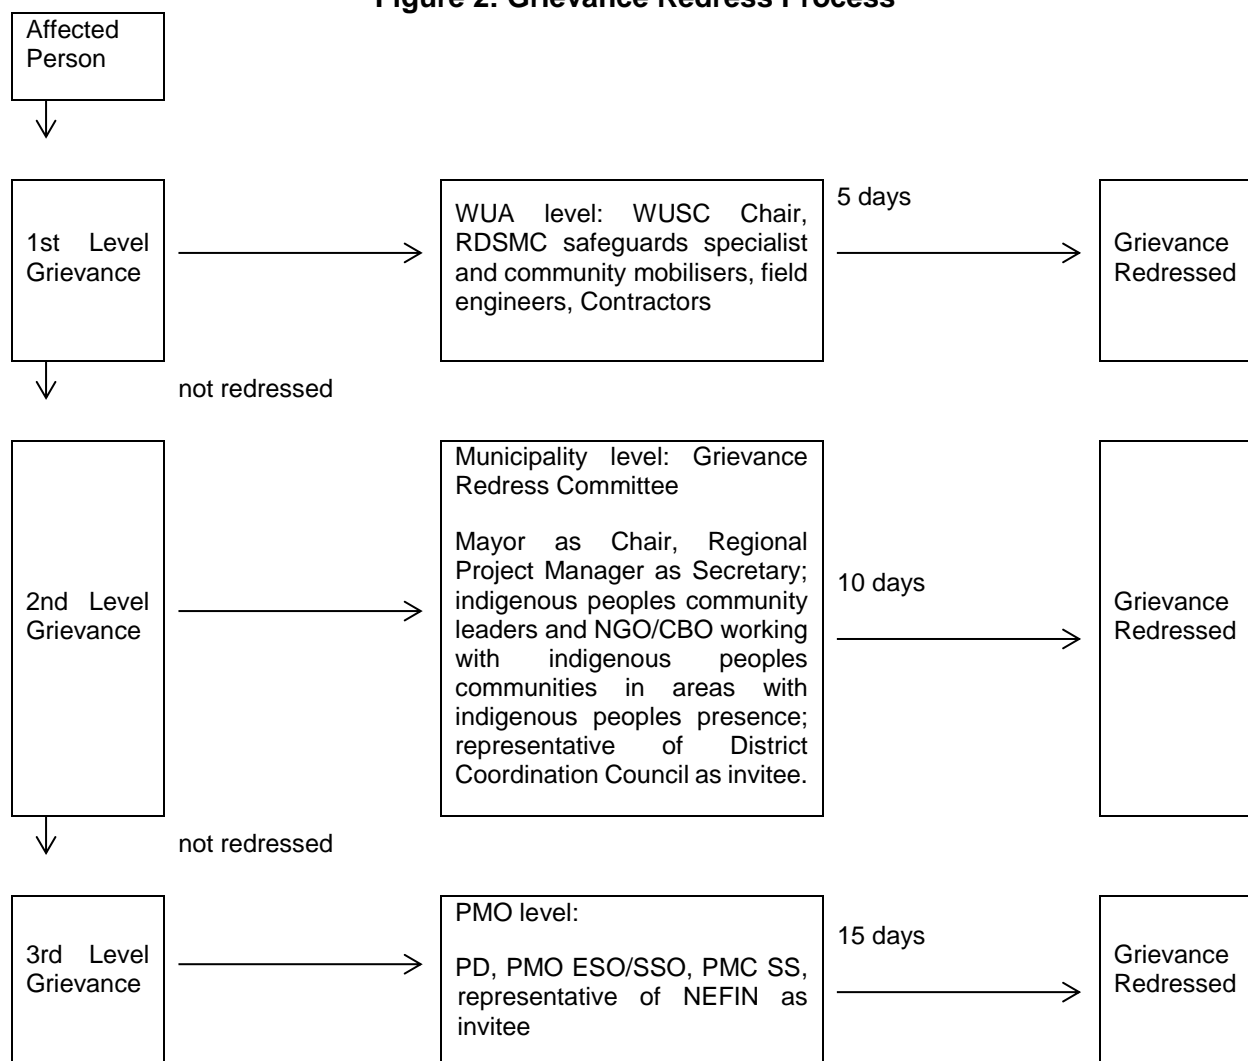 Figure 2. Grievance Redress Process
Affected
Person
1st Level
Grievance
WUA level: WUSC Chair,
RDSMC safeguards specialist
and community mobilisers, field
engineers, Contractors
5 days
Grievance
Redressed
not redressed
2nd Level
Grievance
Municipality level: Grievance
Redress Committee
Mayor as Chair, Regional
Project Manager as Secretary;
indigenous peoples community
leaders and NGO/CBO working
with indigenous peoples
communities in areas with
indigenous peoples presence;
representative of District
Coordination Council as invitee.
10 days
Grievance
Redressed
not redressed
3rd Level
Grievance
PMO level:
PD, PMO ESO/SSO, PMC SS,
representative of NEFIN as
invitee
15 days
Grievance
Redressed